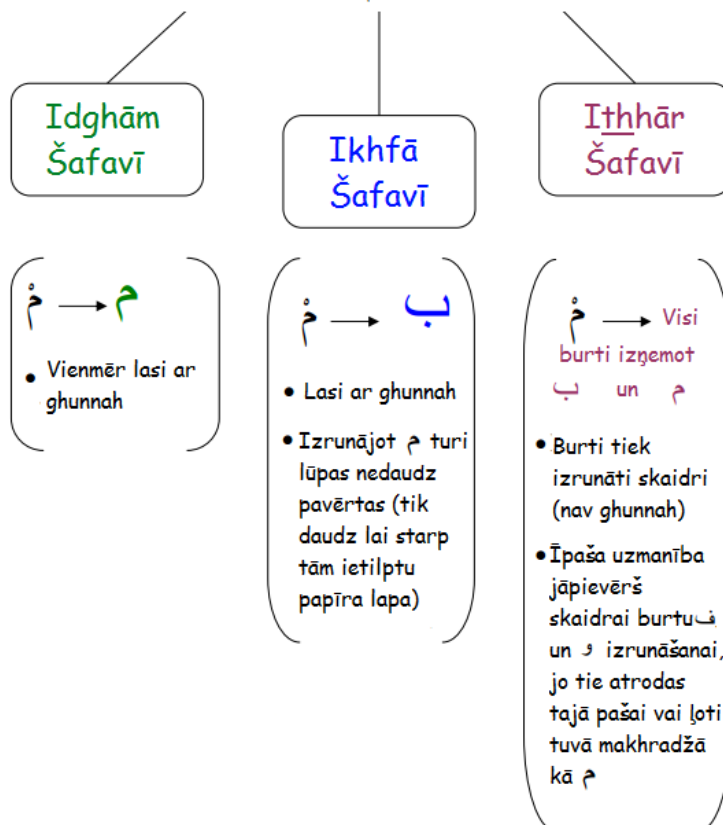 Idghām
Šafavī
مْ → م
• Vienmēr lasi ar
ghunnah
Ikhfā
Šafavī
مْ → ب
• Lasi ar ghunnah
• Izrunājot م turi
lūpas nedaudz
pavērtas (tik
daudz lai starp
tām ietilptu
papīra lapa)
Ithhār
Šafavī
مْ → Visi
burti izņemot
ب un م
• Burti tiek
izrunāti skaidri
(nav ghunnah)
• Īpaša uzmanība
jāpievērš
skaidrai burtu ف
un و izrunāšanai,
jo tie atrodas
tajā pašai vai ļoti
tuvā makhradžā
kā م